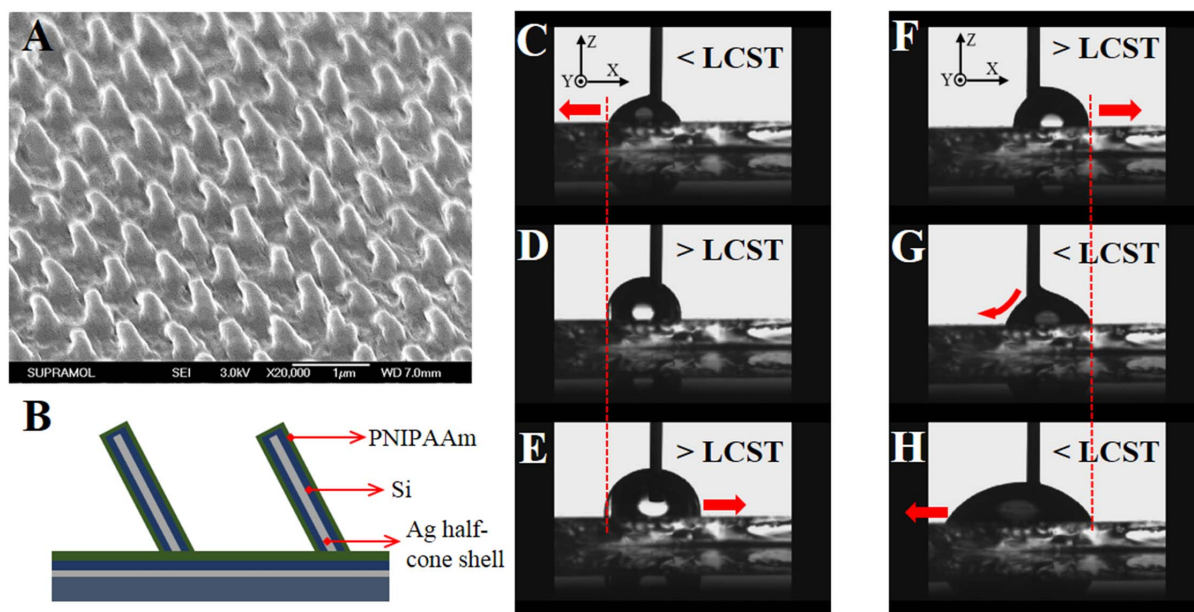 A
SUPRAMOL SEI 3.0kV X20,000 1μm WD 7.0mm
B
PNIPAAm
Si
Ag half-
cone shell
C
Z
Y X
< LCST
D
> LCST
E
> LCST
F
Z
Y X
> LCST
G
< LCST
H
< LCST